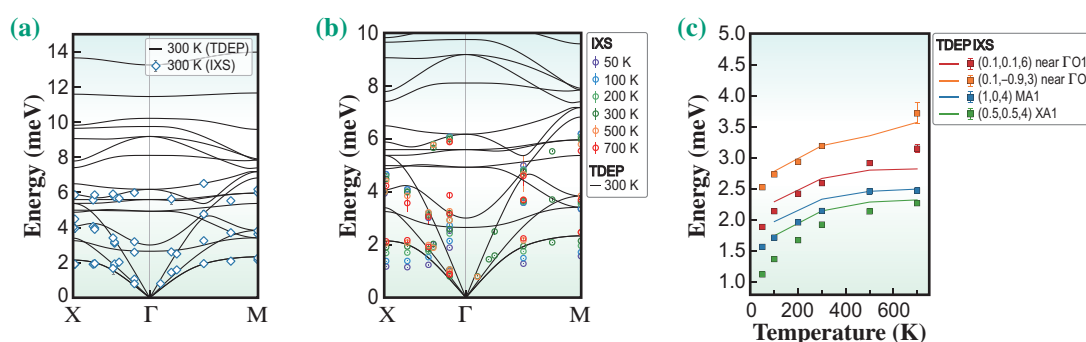 (a)
Energy (meV)
14
12
10
8
6
4
2
0
X
Γ
M
300 K (TDEP)
300 K (IXS)
(b)
Energy (meV)
10
8
6
4
2
0
X
Γ
M
IXS
50 K
100 K
200 K
300 K
500 K
700 K
TDEP
300 K
(c)
Energy (meV)
5.0
4.5
4.0
3.5
3.0
2.5
2.0
1.5
1.0
0
200
400
600
Temperature (K)
TDEP IXS
(0.1,0.1,6) near ΓO1
(0.1,−0.9,3) near ΓO
(1,0,4) MA1
(0.5,0.5,4) XA1